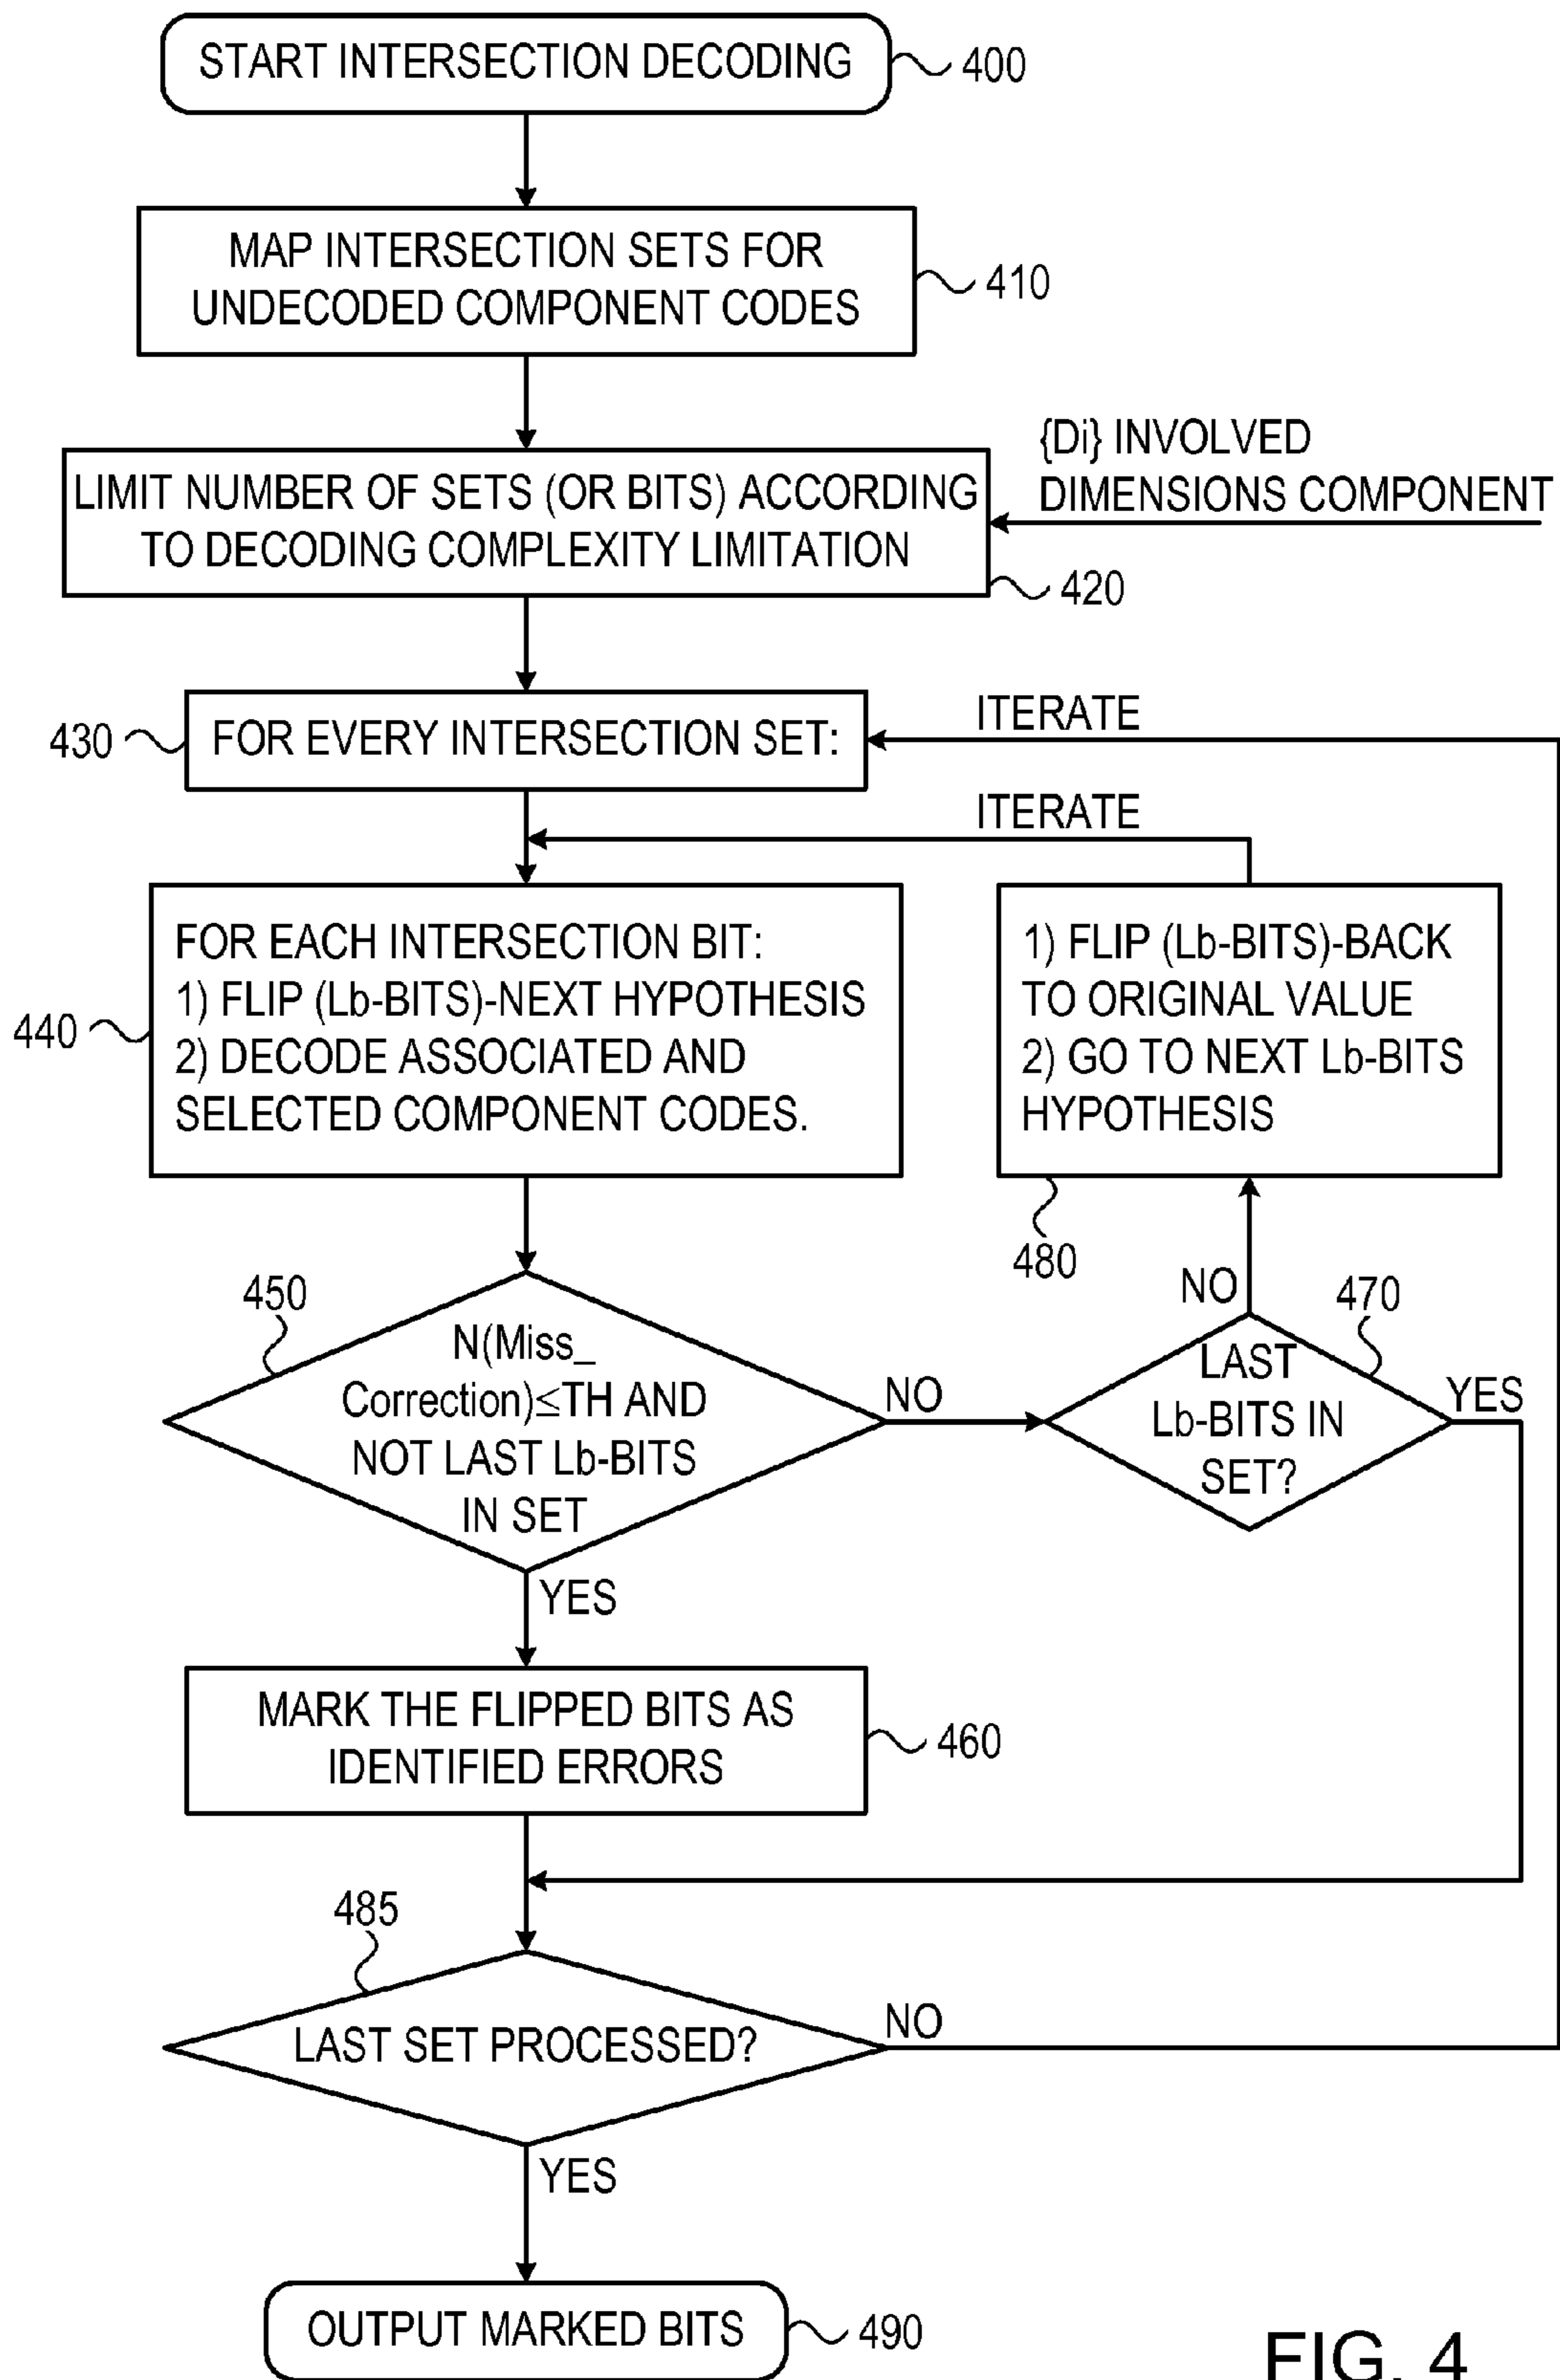 START INTERSECTION DECODING
400
MAP INTERSECTION SETS FOR
UNDECODED COMPONENT CODES
410
{Di} INVOLVED
DIMENSIONS COMPONENT
LIMIT NUMBER OF SETS (OR BITS) ACCORDING
TO DECODING COMPLEXITY LIMITATION
420
430
FOR EVERY INTERSECTION SET:
ITERATE
ITERATE
440
FOR EACH INTERSECTION BIT:
1) FLIP (Lb-BITS)-NEXT HYPOTHESIS
2) DECODE ASSOCIATED AND
SELECTED COMPONENT CODES.
1) FLIP (Lb-BITS)-BACK
TO ORIGINAL VALUE
2) GO TO NEXT Lb-BITS
HYPOTHESIS
480
450
N(Miss_
Correction)≤TH AND
NOT LAST Lb-BITS
IN SET
NO
NO
470
LAST
Lb-BITS IN
SET?
YES
YES
MARK THE FLIPPED BITS AS
IDENTIFIED ERRORS
460
485
LAST SET PROCESSED?
NO
YES
OUTPUT MARKED BITS
490
FIG. 4